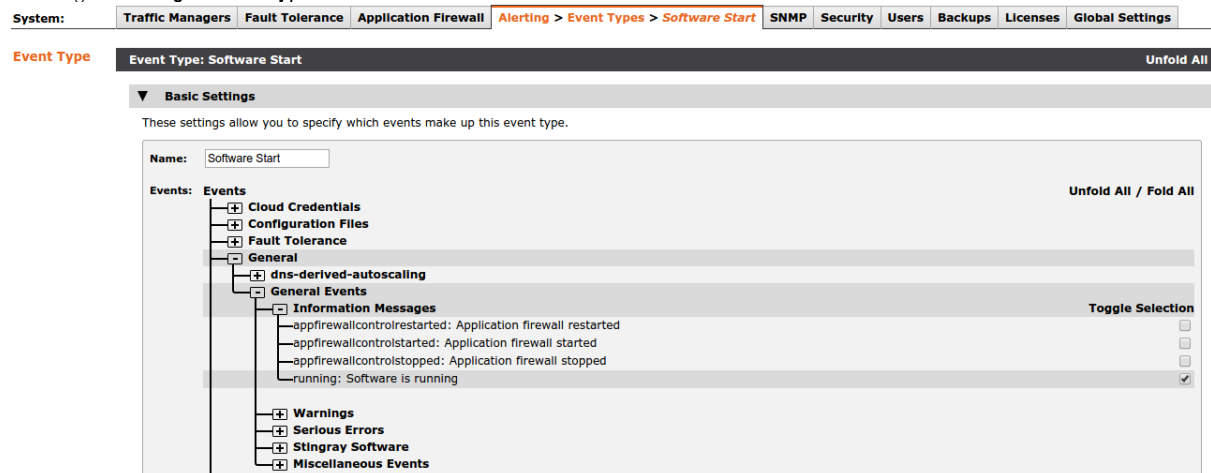 System: Traffic Managers Fault Tolerance Application Firewall Alerting > Event Types > Software Start SNMP Security Users Backups Licenses Global Settings
Event Type Event Type: Software Start Unfold All
▼ Basic Settings
These settings allow you to specify which events make up this event type.
Name: Software Start
Events: Events Unfold All / Fold All
Cloud Credentials
Configuration Files
Fault Tolerance
General
dns-derived-autoscaling
General Events
Information Messages Toggle Selection
appfirewallcontrolrestarted: Application firewall restarted
appfirewallcontrolstarted: Application firewall started
appfirewallcontrolstopped: Application firewall stopped
running: Software is running
Warnings
Serious Errors
Stingray Software
Miscellaneous Events